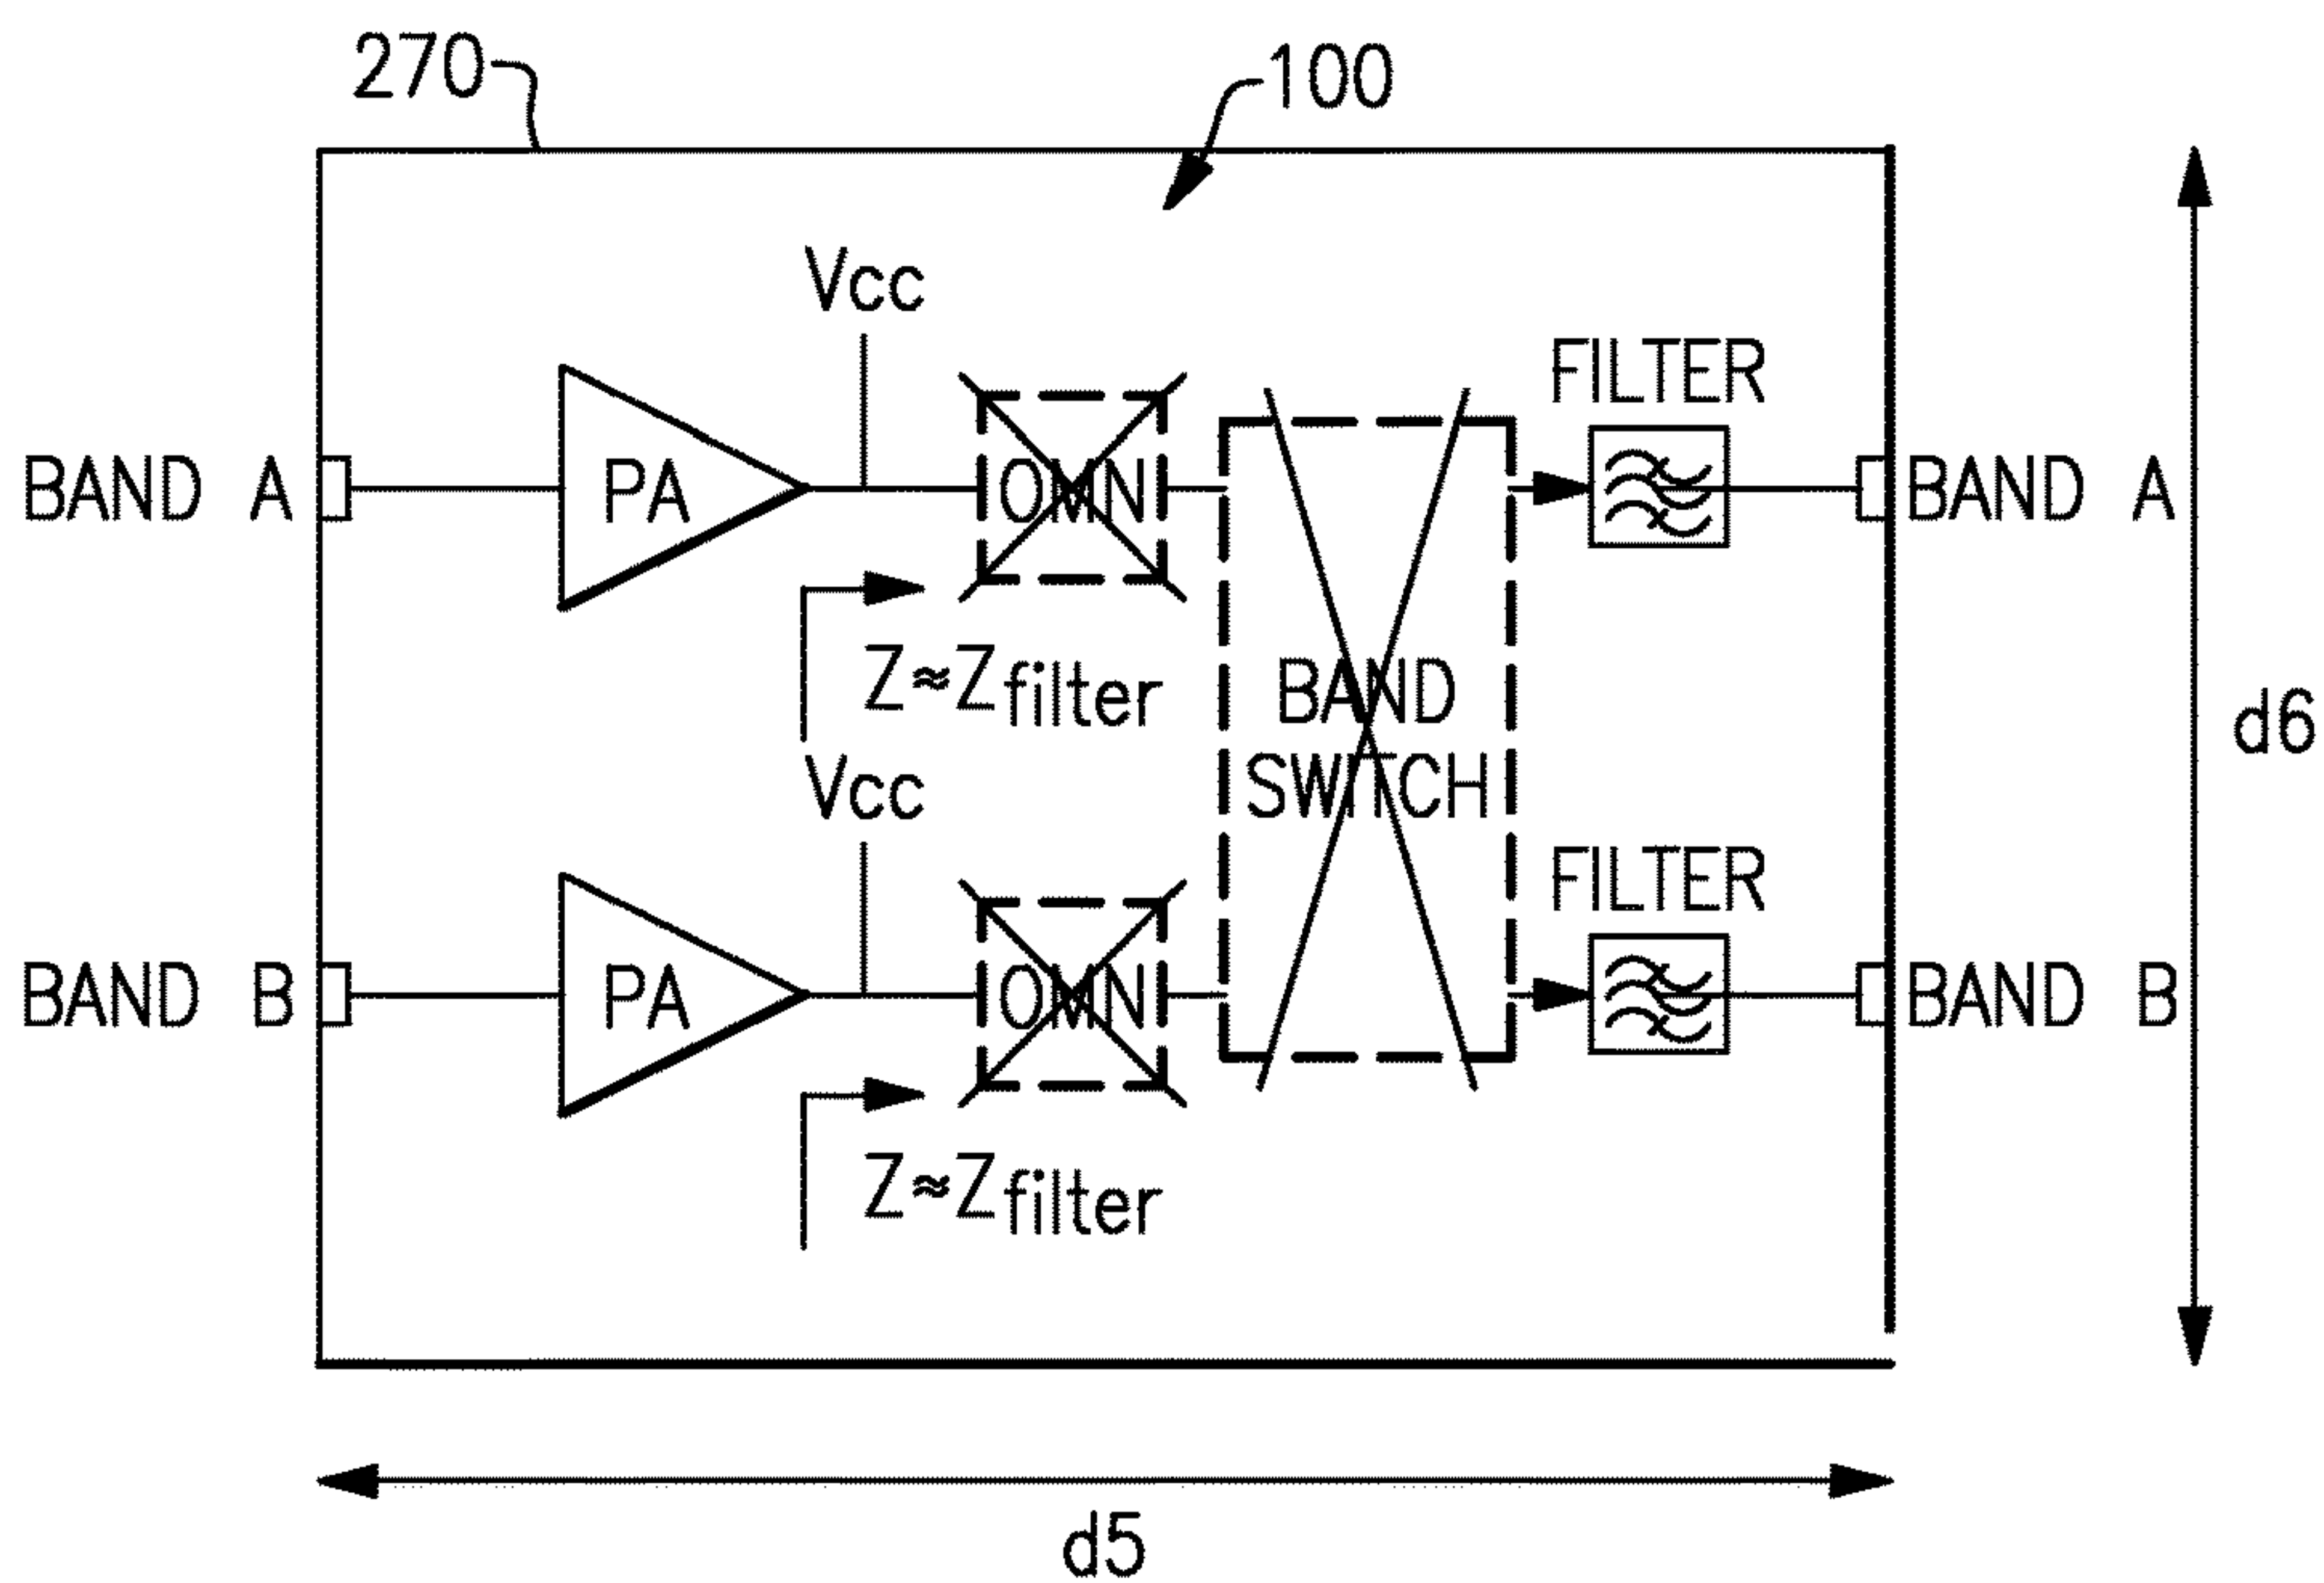 270
100
Vcc
FILTER
BAND A
PA
OMN
BAND A
Z≈Zfilter
BAND
SWITCH
d6
Vcc
FILTER
BAND B
PA
OMN
BAND B
Z≈Zfilter
d5